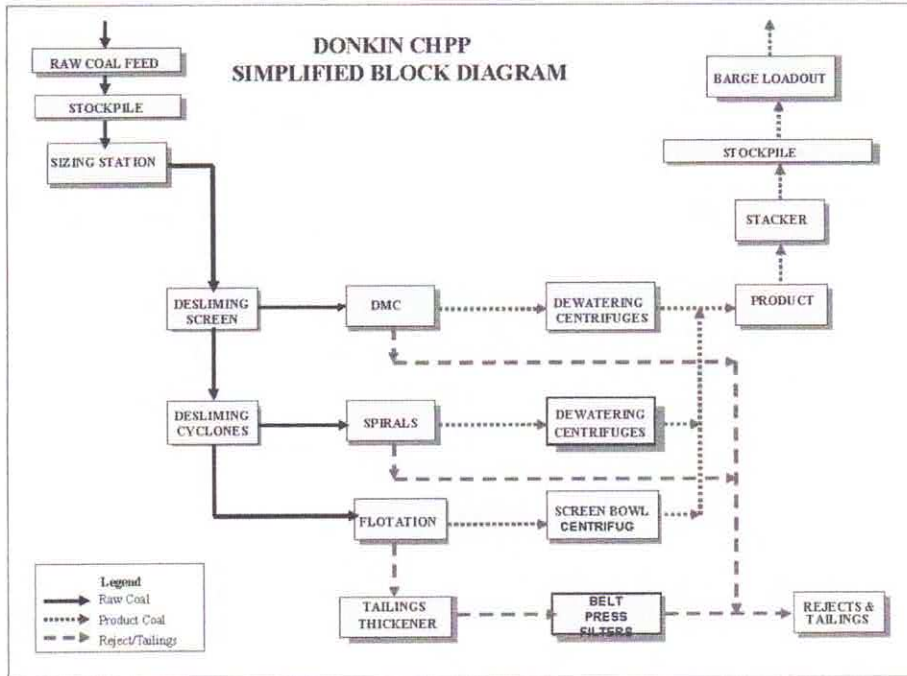 DONKIN CHPP
SIMPLIFIED BLOCK DIAGRAM
RAW COAL FEED
STOCKPILE
SIZING STATION
BARGE LOADOUT
STOCKPILE
STACKER
PRODUCT
DESLIMING
SCREEN
DMC
DEWATERING
CENTRIFUGES
DESLIMING
CYCLONES
SPIRALS
DEWATERING
CENTRIFUGES
FLOTATION
SCREEN BOWL
CENTRIFUG
TAILINGS
THICKENER
BELT
PRESS
FILTERS
REJECTS &
TAILINGS
Legend
Raw Coal
Product Coal
Reject/Tailings